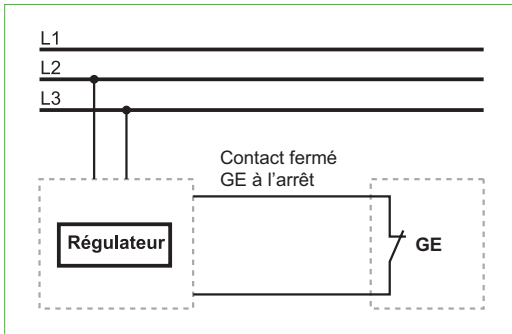 L1
L2
L3
Contact fermé
GE à l’arrêt
Régulateur
GE